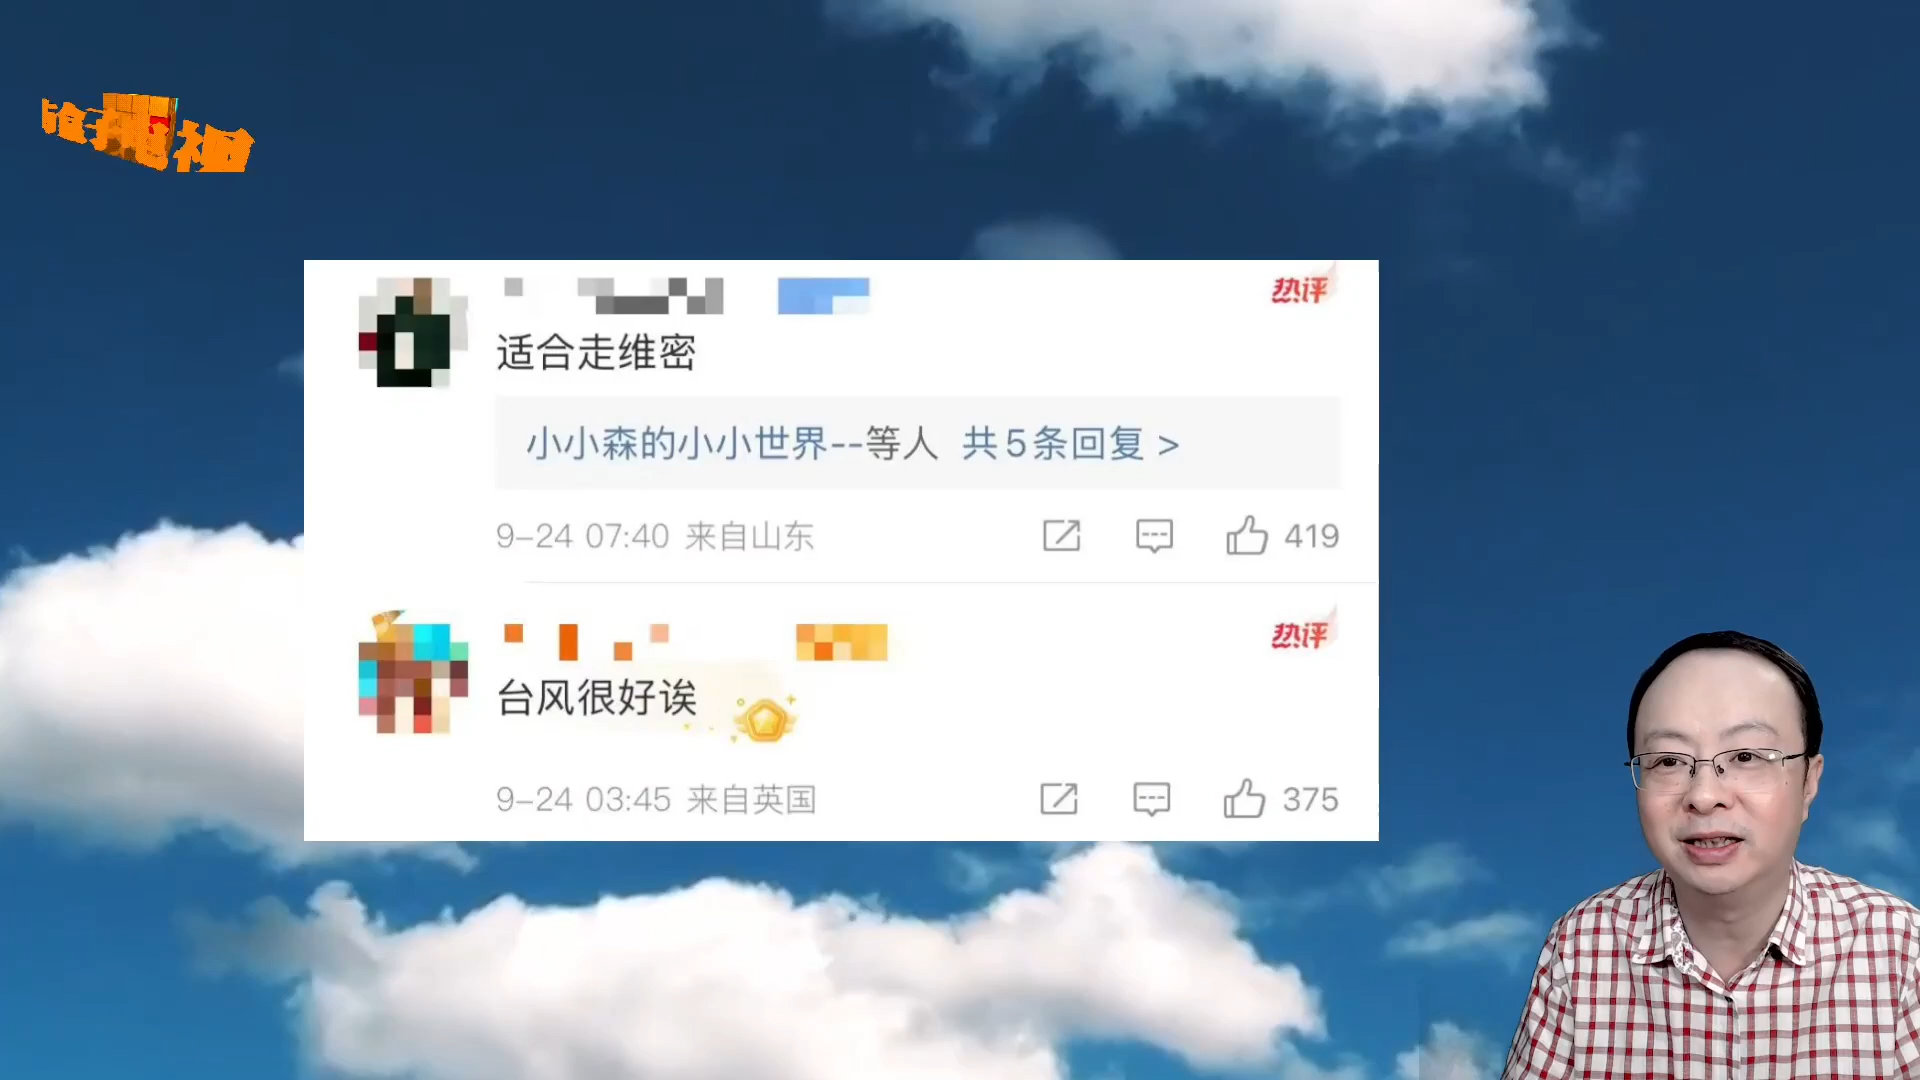 热评
适合走维密
小小森的小小世界--等人 共5条回复 >
9-24 07:40 来自山东
419
热评
台风很好诶
9-24 03:45 来自英国
375